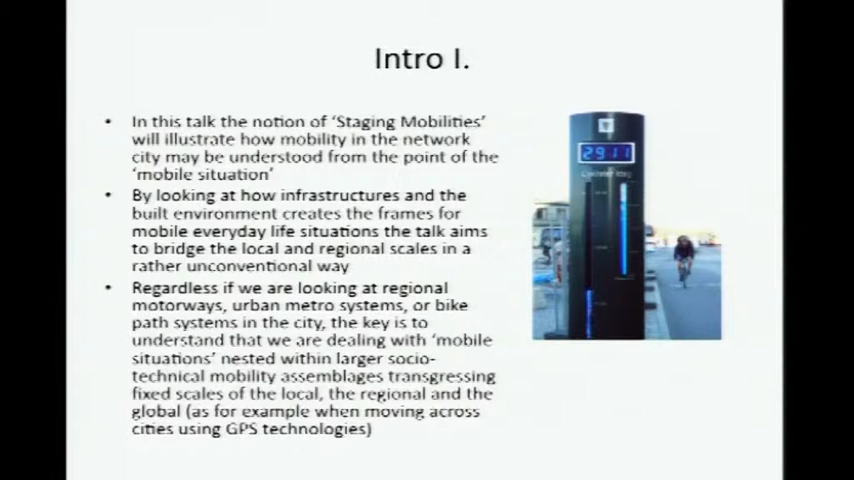 Intro I.
• In this talk the notion of ‘Staging Mobilities’
will illustrate how mobility in the network
city may be understood from the point of the
‘mobile situation’
• By looking at how infrastructures and the
built environment creates the frames for
mobile everyday life situations the talk aims
to bridge the local and regional scales in a
rather unconventional way
• Regardless if we are looking at regional
motorways, urban metro systems, or bike
path systems in the city, the key is to
understand that we are dealing with ‘mobile
situations’ nested within larger socio-
technical mobility assemblages transgressing
fixed scales of the local, the regional and the
global (as for example when moving across
cities using GPS technologies)
2911